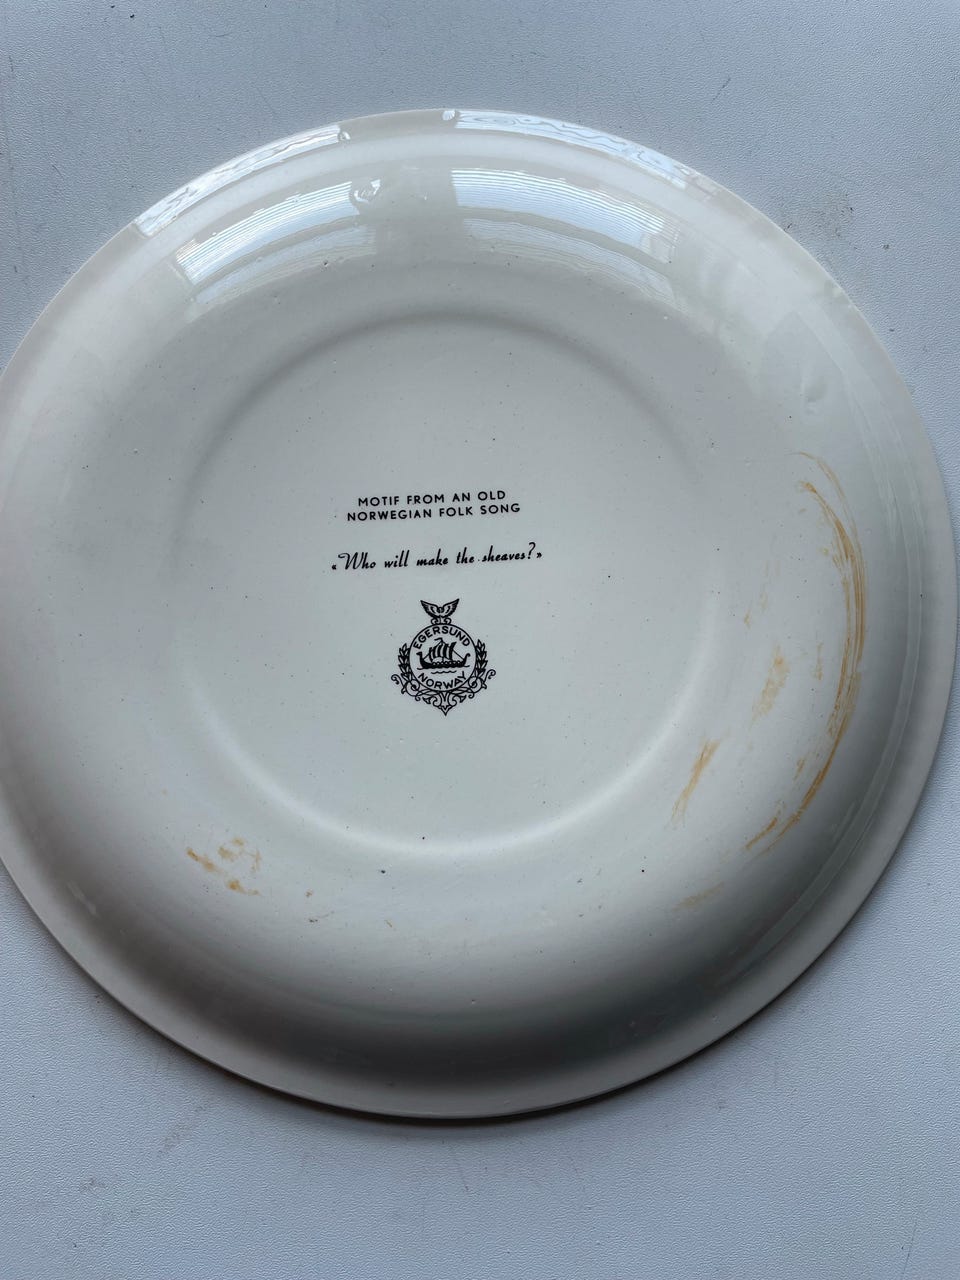 MOTIF FROM AN OLD
NORWEGIAN FOLK SONG
«Who will make the sheaves?»
EGERSUND
NORWAY